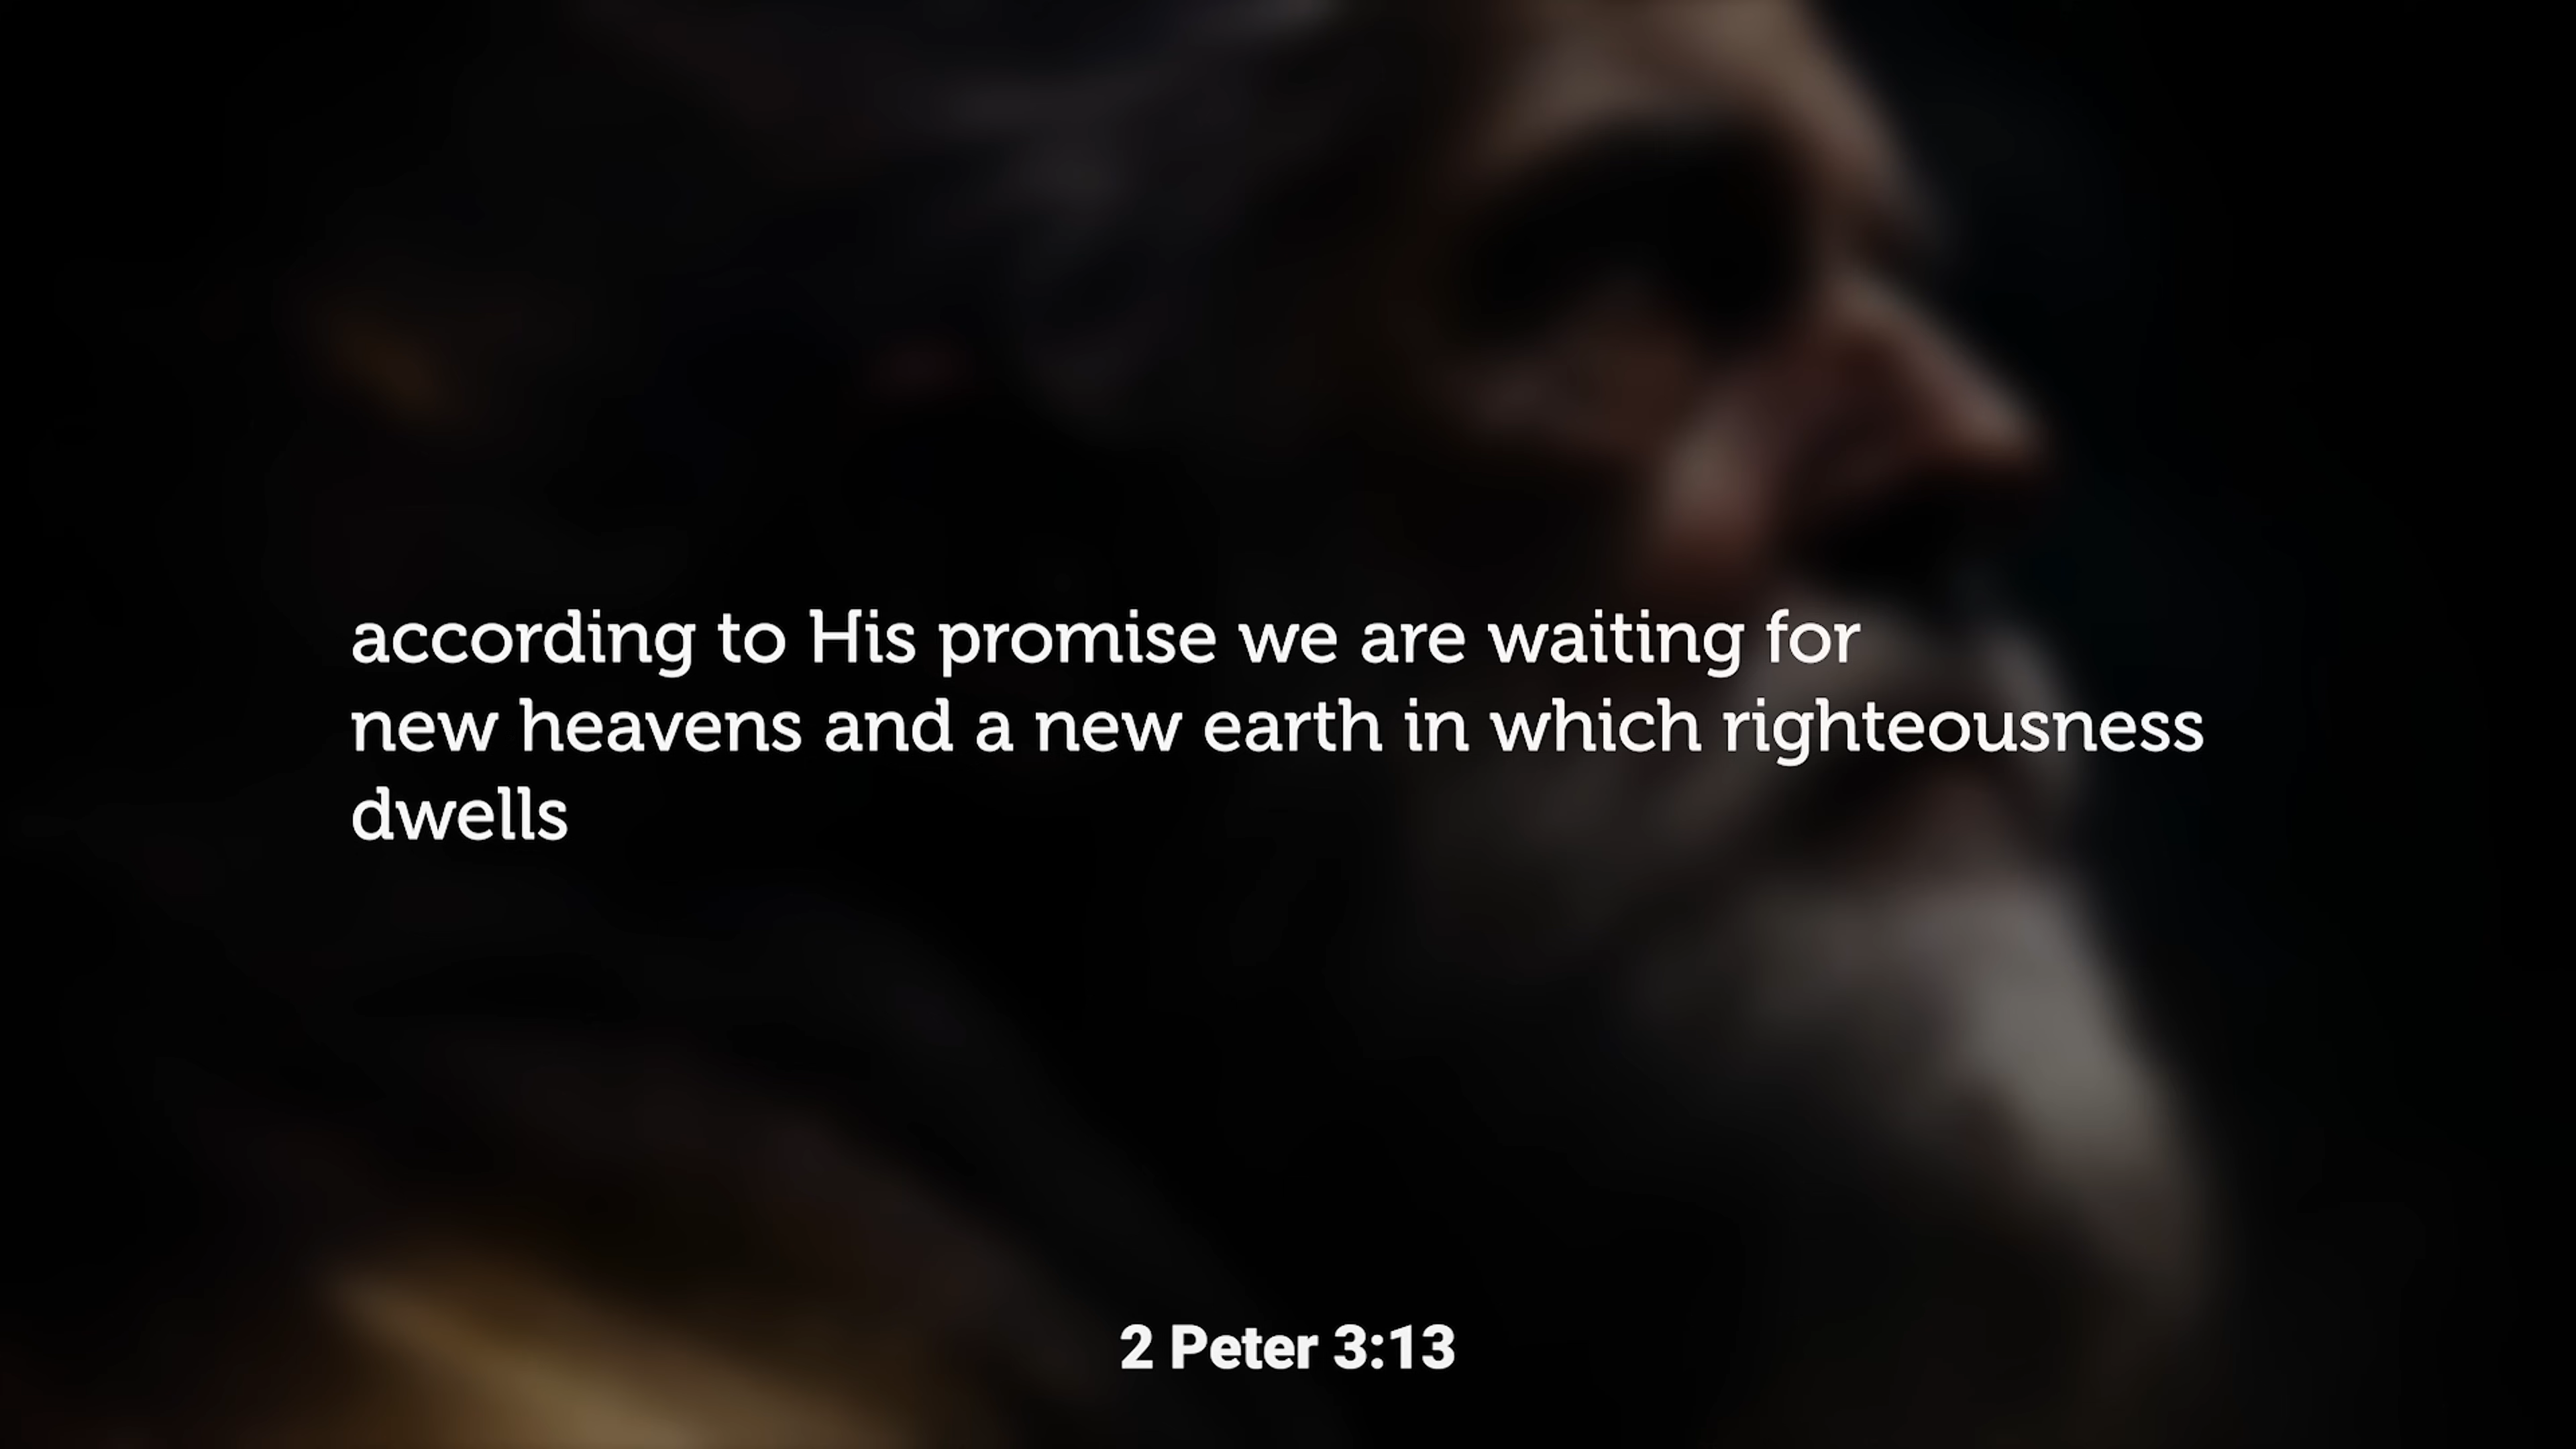 according to His promise we are waiting for
new heavens and a new earth in which righteousness
dwells
2 Peter 3:13